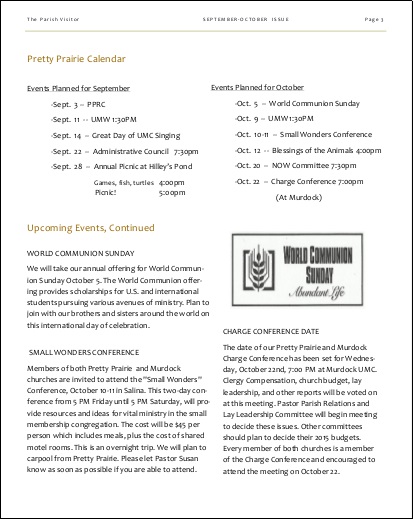 The Parish Visitor SEPTEMBER-OCTOBER ISSUE Page 3
Pretty Prairie Calendar
Events Planned for September
-Sept. 3 – PPRC
-Sept. 11 -- UMW 1:30PM
-Sept. 14 – Great Day of UMC Singing
-Sept. 22 – Administrative Council 7:30pm
-Sept. 28 – Annual Picnic at Hilley's Pond
Games, fish, turtles 4:00pm
Picnic! 5:00pm
Events Planned for October
-Oct. 5 – World Communion Sunday
-Oct. 9 – UMW 1:30PM
-Oct. 10-11 – Small Wonders Conference
-Oct. 12 -- Blessings of the Animals 4:00pm
-Oct. 20 – NOW Committee 7:30pm
-Oct. 22 – Charge Conference 7:00pm
(At Murdock)
Upcoming Events, Continued
WORLD COMMUNION SUNDAY
We will take our annual offering for World Commun-
ion Sunday October 5. The World Communion offer-
ing provides scholarships for U.S. and international
students pursuing various avenues of ministry. Plan to
join with our brothers and sisters around the world on
this international day of celebration.
SMALL WONDERS CONFERENCE
Members of both Pretty Prairie and Murdock
churches are invited to attend the "Small Wonders"
Conference, October 10-11 in Salina. This two-day con-
ference from 5 PM Friday until 5 PM Saturday, will pro-
vide resources and ideas for vital ministry in the small
membership congregation. The cost will be $45 per
person which includes meals, plus the cost of shared
motel rooms. This is an overnight trip. We will plan to
carpool from Pretty Prairie. Please let Pastor Susan
know as soon as possible if you are able to attend.
WORLD COMMUNION
SUNDAY
Abundant Life
CHARGE CONFERENCE DATE
The date of our Pretty Prairie and Murdock
Charge Conference has been set for Wednes-
day, October 22nd, 7:00 PM at Murdock UMC.
Clergy Compensation, church budget, lay
leadership, and other reports will be voted on
at this meeting. Pastor Parish Relations and
Lay Leadership Committee will begin meeting
to decide these issues. Other committees
should plan to decide their 2015 budgets.
Every member of both churches is a member
of the Charge Conference and encouraged to
attend the meeting on October 22.